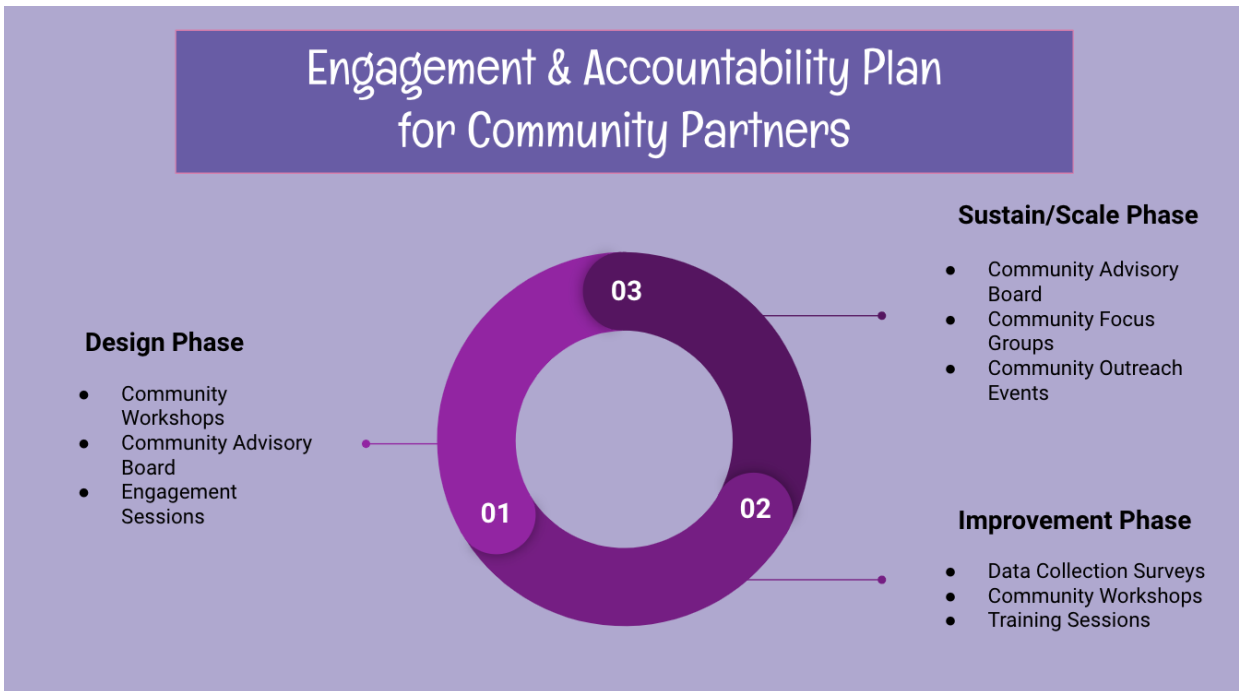 Engagement & Accountability Plan
for Community Partners
Design Phase
● Community
Workshops
● Community Advisory
Board
● Engagement
Sessions
01
02
03
Sustain/Scale Phase
● Community Advisory
Board
● Community Focus
Groups
● Community Outreach
Events
Improvement Phase
● Data Collection Surveys
● Community Workshops
● Training Sessions